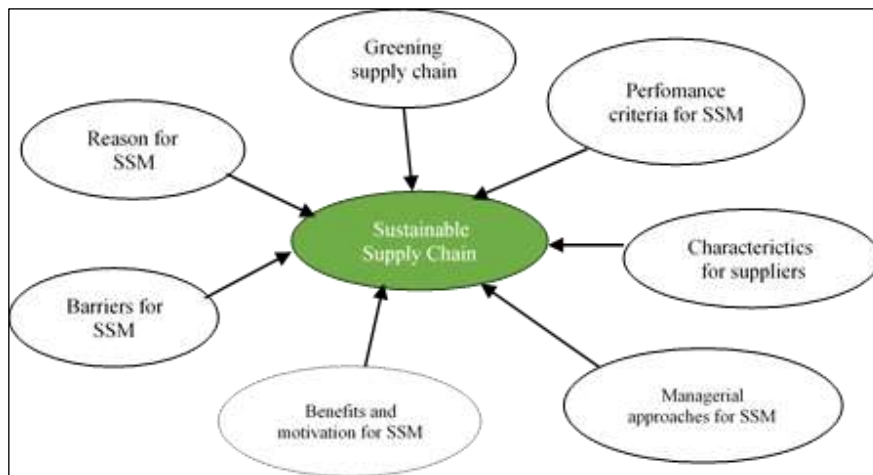 Greening
supply chain
Perfomance
criteria for SSM
Reason for
SSM
Sustainable
Supply Chain
Characterictics
for suppliers
Barriers for
SSM
Benefits and
motivation for SSM
Managerial
approaches for SSM